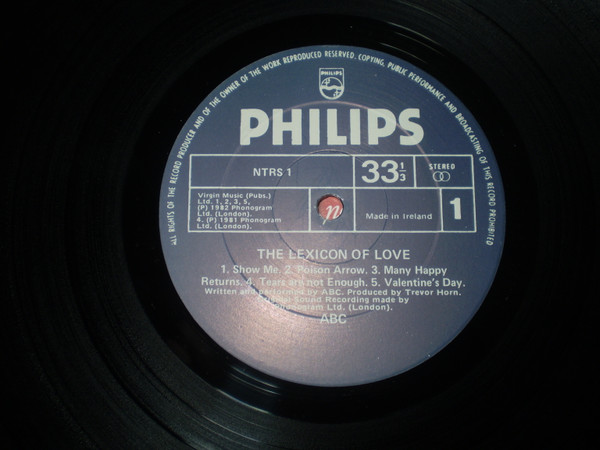 ALL RIGHTS OF THE RECORD PRODUCER AND OF THE OWNER OF THE WORK REPRODUCED RESERVED. COPYING, PUBLIC PERFORMANCE AND BROADCASTING OF THIS RECORD PROHIBITED
PHILIPS
PHILIPS
NTRS 1
33 1/3
STEREO
Virgin Music (Pubs.)
Ltd. 1, 2, 3, 5,
(P) 1982 Phonogram
Ltd. (London).
4. (P) 1981 Phonogram
Ltd. (London).
n
Made in Ireland
1
THE LEXICON OF LOVE
1. Show Me. 2. Poison Arrow. 3. Many Happy
Returns. 4. Tears are not Enough. 5. Valentine's Day.
Written and performed by ABC. Produced by Trevor Horn.
Sound Recording made by
Phonogram Ltd. (London).
ABC